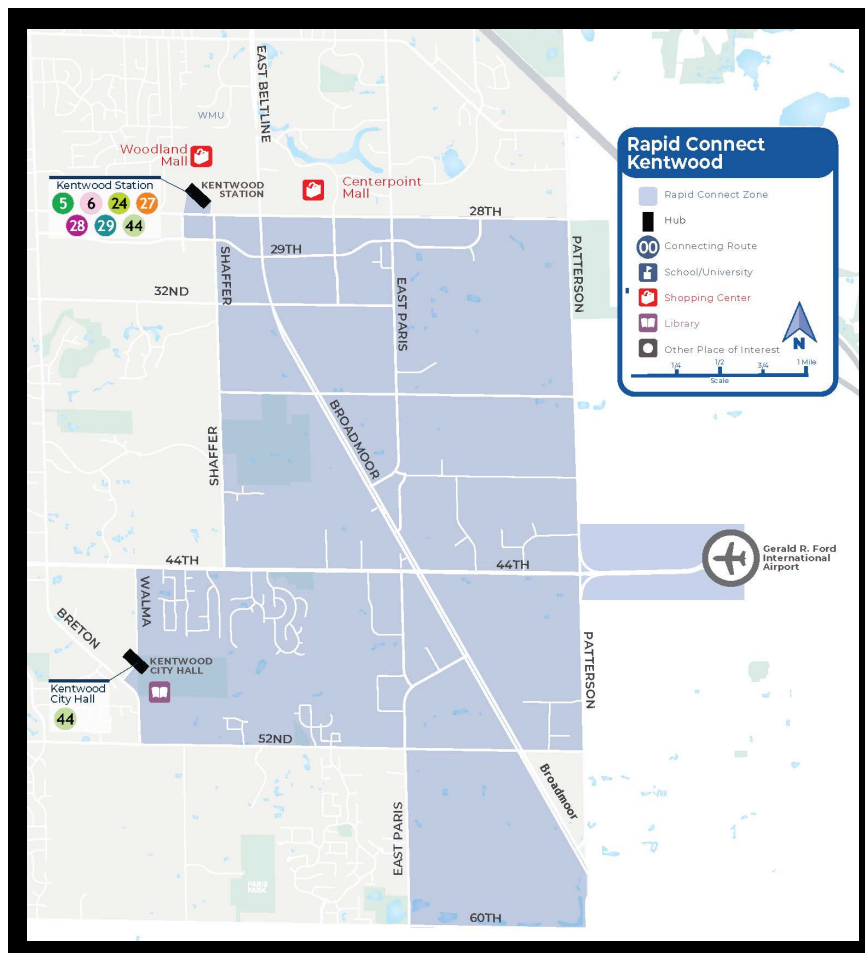 EAST BELTLINE
WMU
Woodland
Mall
Kentwood Station
5 6 24 27
28 29 44
KENTWOOD
STATION
Centerpoint
Mall
28TH
29TH
SHAFFER
32ND
EAST PARIS
PATTERSON
Rapid Connect
Kentwood
Rapid Connect Zone
Hub
00 Connecting Route
School/University
Shopping Center
Library
Other Place of Interest
N
1/4 1/2 3/4 1 Mile
Scale
BROADMOOR
SHAFFER
44TH
44TH
Gerald R. Ford
International
Airport
WALMA
BRETON
KENTWOOD
CITY HALL
Kentwood
City Hall
44
PATTERSON
52ND
Broadmoor
EAST PARIS
PARIS
PARK
60TH